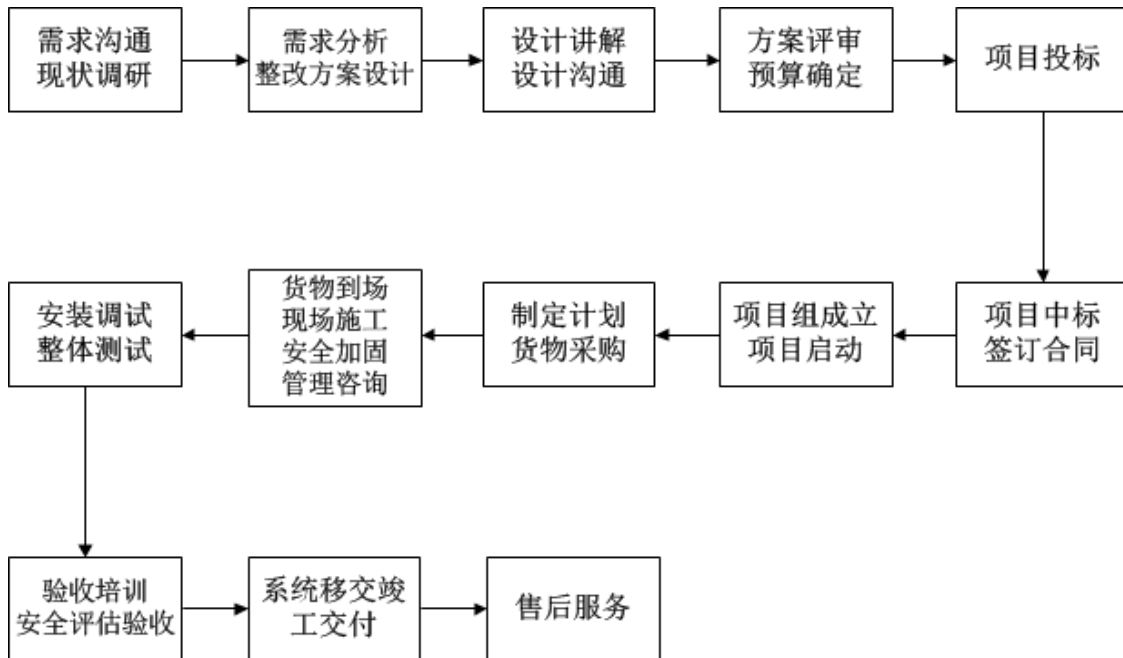 需求沟通
现状调研
需求分析
整改方案设计
设计讲解
设计沟通
方案评审
预算确定
项目投标
项目中标
签订合同
项目组成立
项目启动
制定计划
货物采购
货物到场
现场施工
安全加固
管理咨询
安装调试
整体测试
验收培训
安全评估验收
系统移交竣
工交付
售后服务